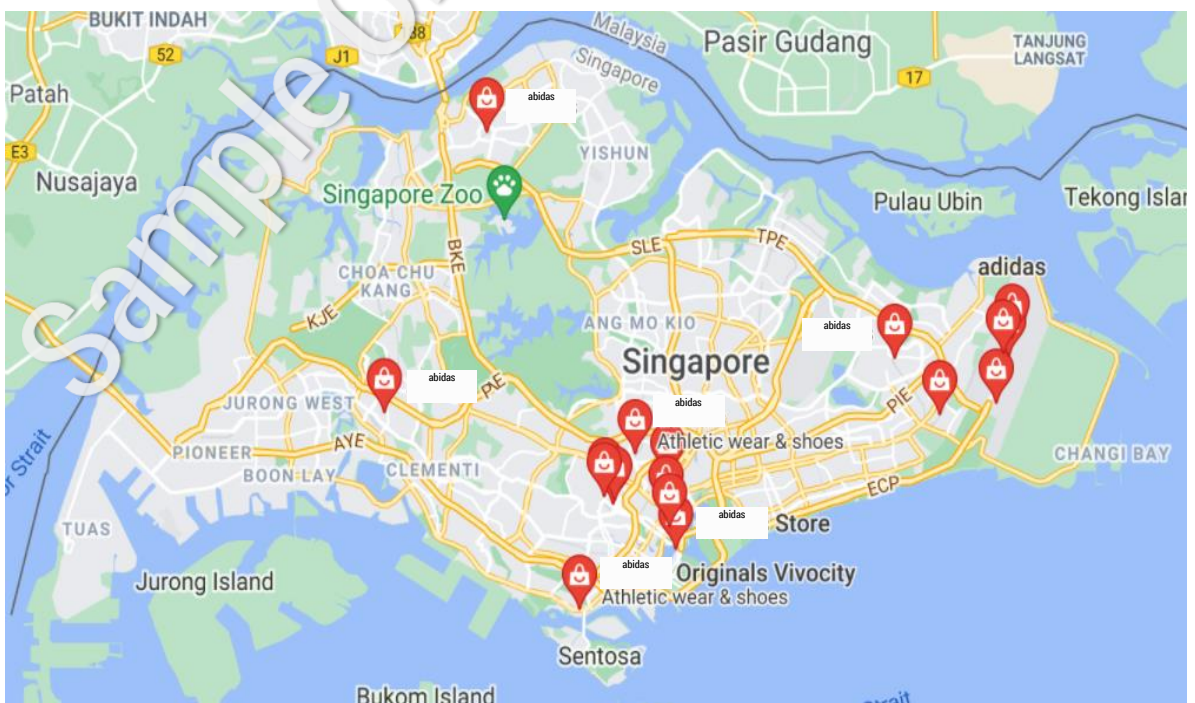 BUKIT INDAH
52
J1
Malaysia
Pasir Gudang
TANJUNG
LANGSAT
17
Singapore
Patah
abidas
E3
YISHUN
Nusajaya
Singapore Zoo
Pulau Ubin
Tekong Islan
Sample
SLE
TPE
BKE
adidas
CHOA CHU
KANG
KJE
ANG MO KIO
abidas
Singapore
abidas
PIE
PIE
JURONG WEST
abidas
Athletic wear & shoes
AYE
PIONEER
CLEMENTI
BOON LAY
CHANGI BAY
ECP
TUAS
abidas
Store
abidas
Originals Vivocity
Jurong Island
Athletic wear & shoes
Sentosa
Bukom Island
Strait